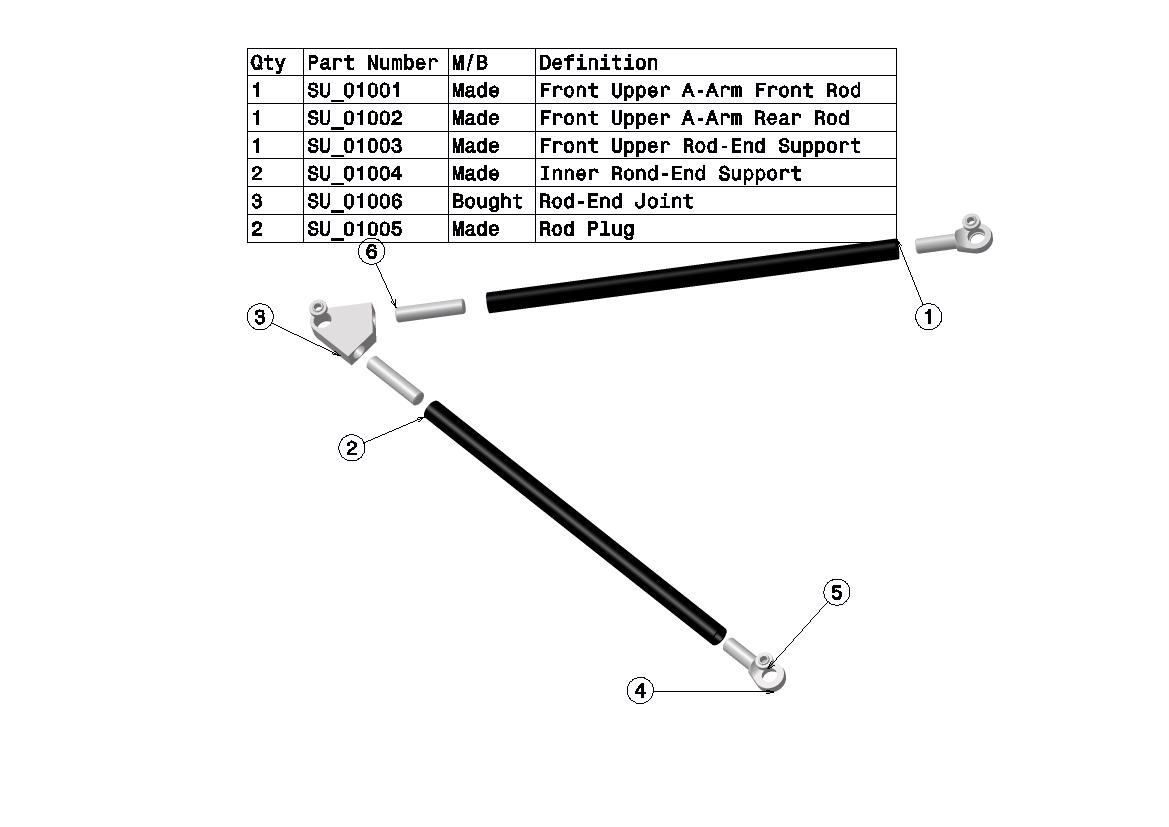 Qty Part Number M/B Definition
1 SU_01001 Made Front Upper A-Arm Front Rod
1 SU_01002 Made Front Upper A-Arm Rear Rod
1 SU_01003 Made Front Upper Rod-End Support
2 SU_01004 Made Inner Rond-End Support
3 SU_01006 Bought Rod-End Joint
2 SU_01005 Made Rod Plug
6
3
1
2
5
4